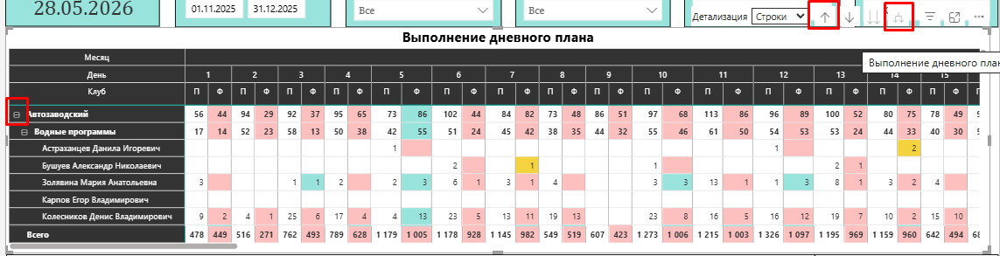 28.05.2026 01.11.2025 31.12.2025 Все Все Детализация Строки
Выполнение дневного плана
Месяц
Выполнение дневного план
День 1 2 3 4 5 6 7 8 9 10 11 12 13 14 15
Клуб П Ф П Ф П Ф П Ф П Ф П Ф П Ф П Ф П Ф П Ф П Ф П Ф П Ф П Ф П Ф
Автозаводский 56 44 94 29 92 37 95 65 73 86 102 44 84 82 73 48 86 51 97 68 113 86 96 89 100 52 80 75 78 49
Водные программы 17 14 52 23 58 13 50 38 42 55 51 24 45 42 38 35 44 32 55 46 61 50 54 53 53 24 44 33 40 30
Астраханцев Данила Игоревич 1 1 2
Бушуев Александр Николаевич 2 1 1 2 1
Золявина Мария Анатольевна 3 1 1 2 2 3 6 1 3 1 4 3 3 13 1 1 3 8 1 3 2 4
Карпов Егор Владимирович
Колесников Денис Владимирович 9 2 4 1 25 6 17 4 4 13 23 5 13 11 19 13 23 8 16 5 16 12 19 7 10 2 15 10
Всего 478 449 516 271 762 493 789 628 1 179 1 005 1 178 928 1 145 982 549 519 607 423 1 273 1 006 1 215 1 003 1 326 1 097 1 195 969 1 159 960 642 494